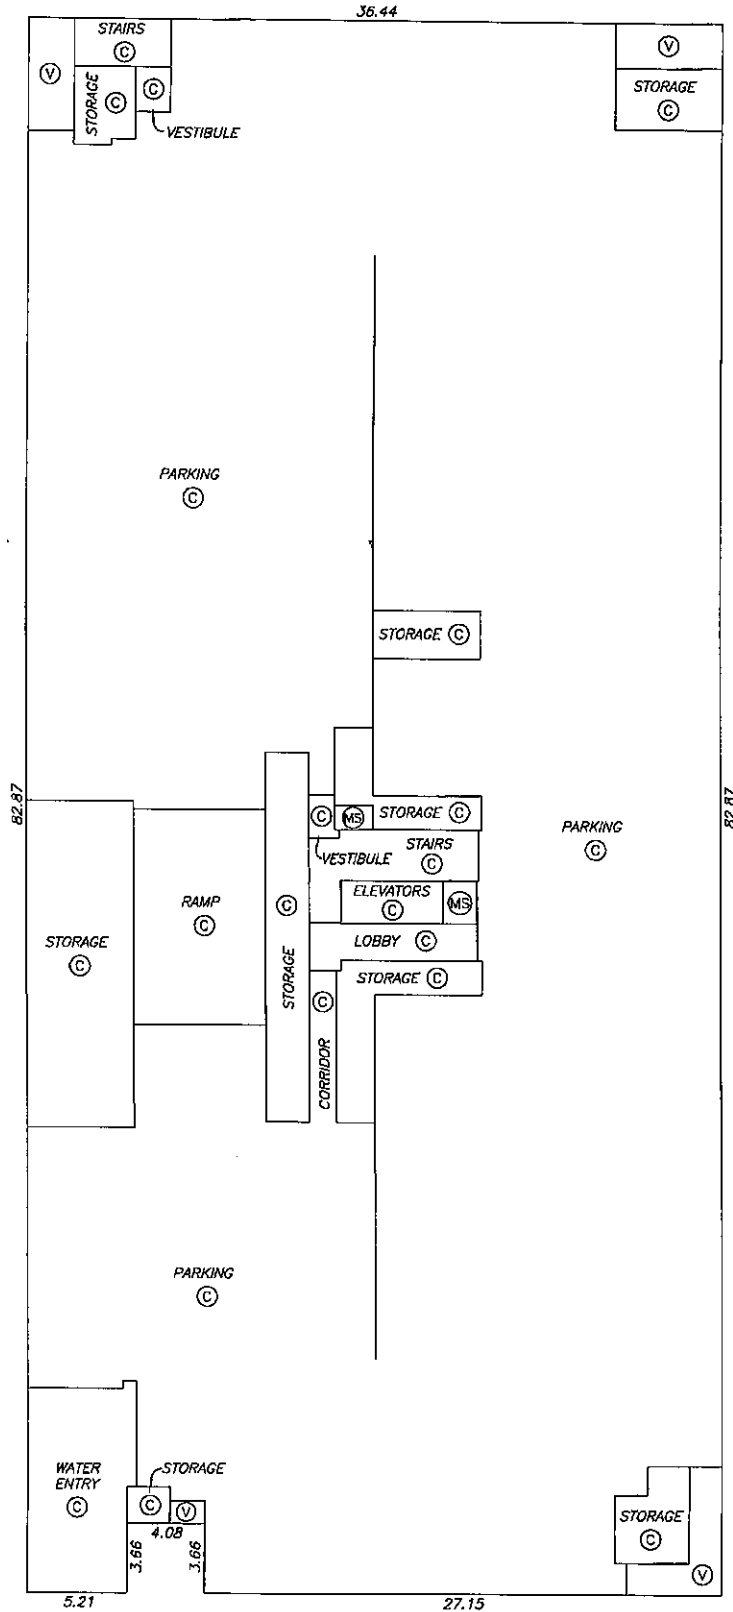 36.44
STAIRS
C
V
V
STORAGE
C
C
VESTIBULE
STORAGE
C
PARKING
C
STORAGE C
82.87
82.87
C
MS
STORAGE C
VESTIBULE
STAIRS
C
PARKING
C
ELEVATORS
C
MS
RAMP
C
STORAGE
C
LOBBY C
STORAGE
C
STORAGE C
C
CORRIDOR
PARKING
C
WATER
ENTRY
C
STORAGE
C
V
4.08
3.66
3.66
STORAGE
C
V
5.21
27.15